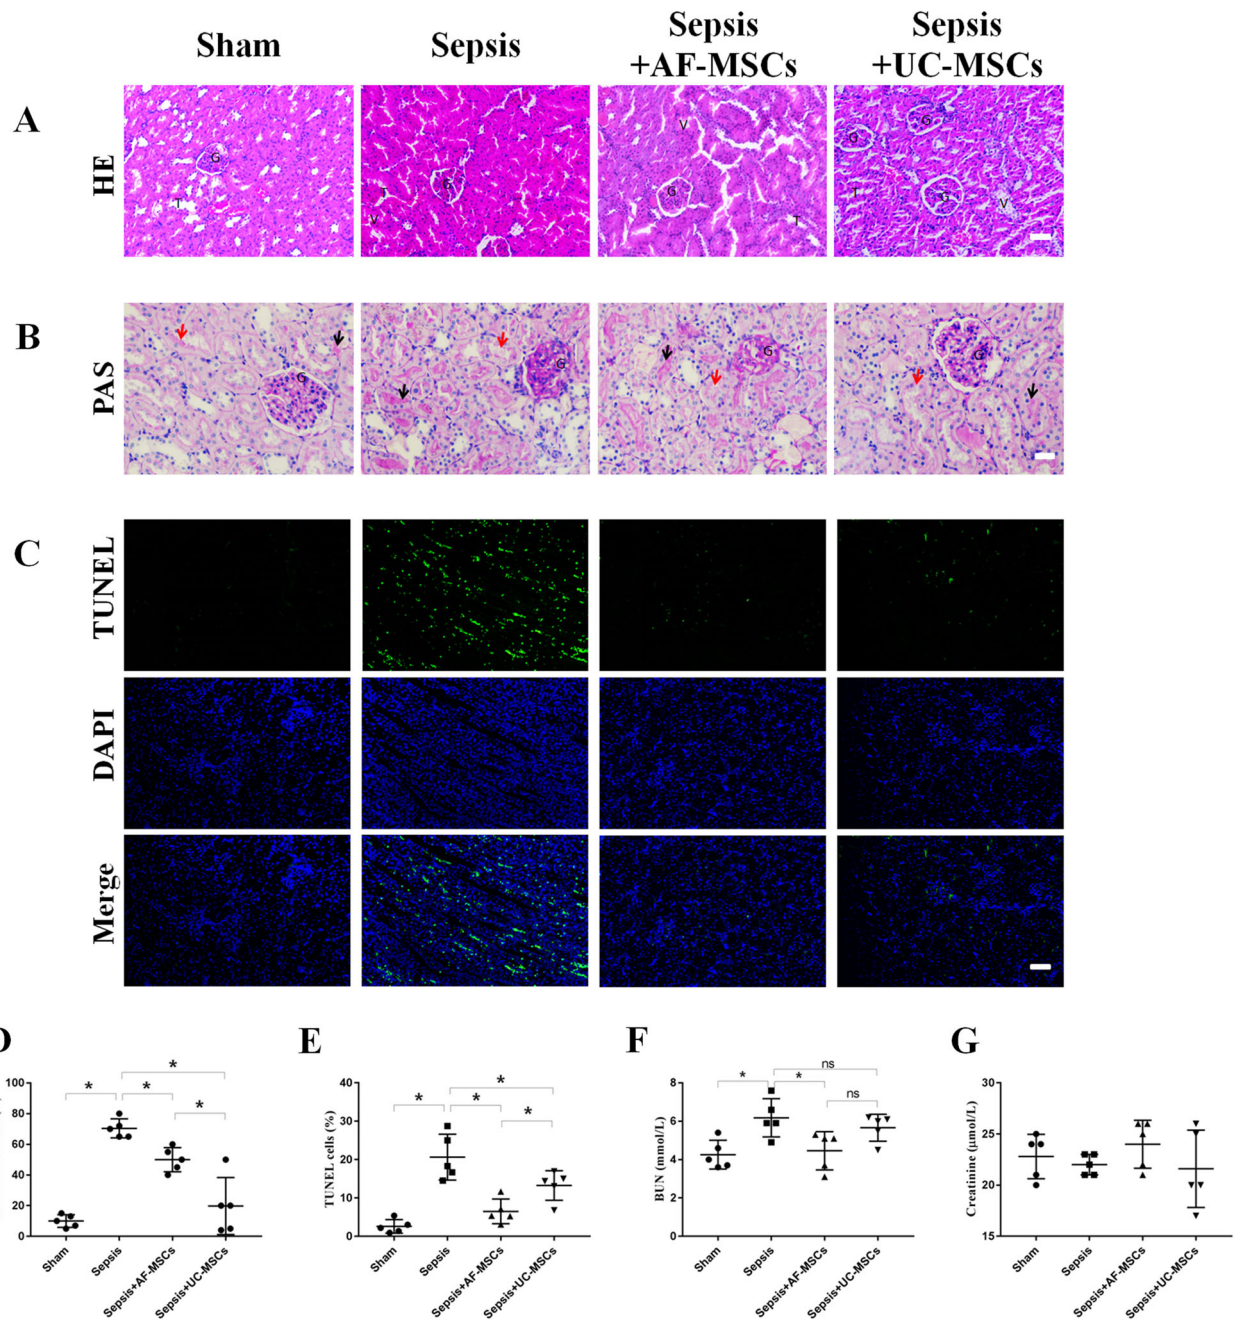 Sham
Sepsis
Sepsis
+AF-MSCs
Sepsis
+UC-MSCs
A
HE
G
T
G
T
V
V
G
T
G
G
T
G
V
B
PAS
G
G
G
G
C
TUNEL
DAPI
Merge
D
* 
* *
*
100
80
60
40
20
0
Sham
Sepsis
Sepsis+AF-MSCs
Sepsis+UC-MSCs
E
*
* *
*
TUNEL cells (%)
40
30
20
10
0
Sham
Sepsis
Sepsis+AF-MSCs
Sepsis+UC-MSCs
F
ns
* *
ns
BUN (mmol/L)
8
6
4
2
0
Sham
Sepsis
Sepsis+AF-MSCs
Sepsis+UC-MSCs
G
Creatinine (μmol/L)
30
25
20
15
Sham
Sepsis
Sepsis+AF-MSCs
Sepsis+UC-MSCs